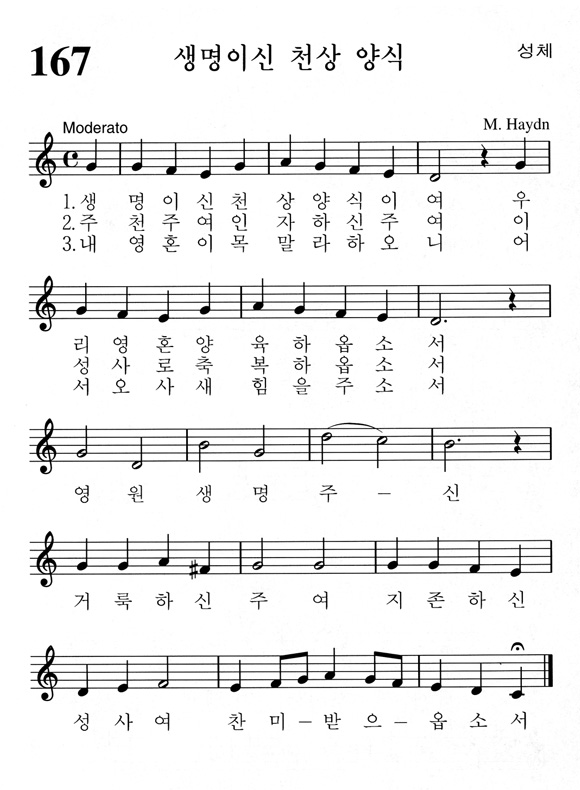 167 생명이신 천상 양식 성체
Moderato M. Haydn
1. 생 명 이 신 천 상 양 식 이 여 우
2. 주 천 주 여 인 자 하 신 주 여 이
3. 내 영 혼 이 목 말 라 하 오 니 어
리 영 혼 양 육 하 옵 소 서
성 사 로 축 복 하 옵 소 서
서 오 사 새 힘 을 주 소 서
영 원 생 명 주 – 신
거 룩 하 신 주 여 지 존 하 신
성 사 여 찬 미 – 받 으 – 옵 소 서